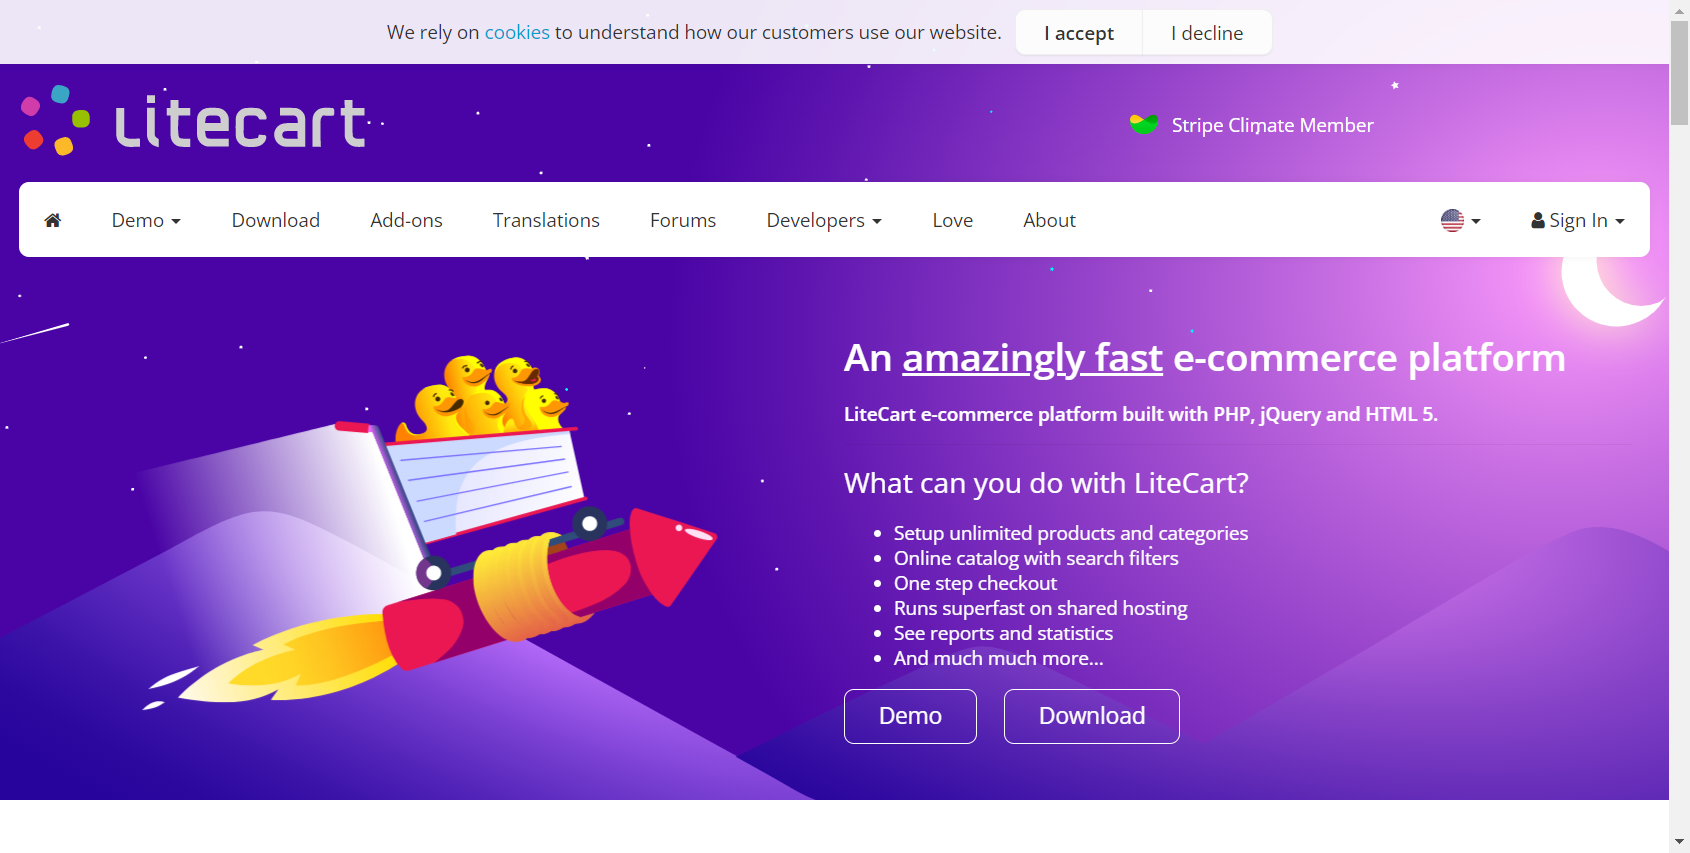 We rely on cookies to understand how our customers use our website. I accept I decline
Litecart
Stripe Climate Member
Demo Download Add-ons Translations Forums Developers Love About Sign In
An amazingly fast e-commerce platform
LiteCart e-commerce platform built with PHP, jQuery and HTML 5.
What can you do with LiteCart?
Setup unlimited products and categories
Online catalog with search filters
One step checkout
Runs superfast on shared hosting
See reports and statistics
And much much more...
Demo Download